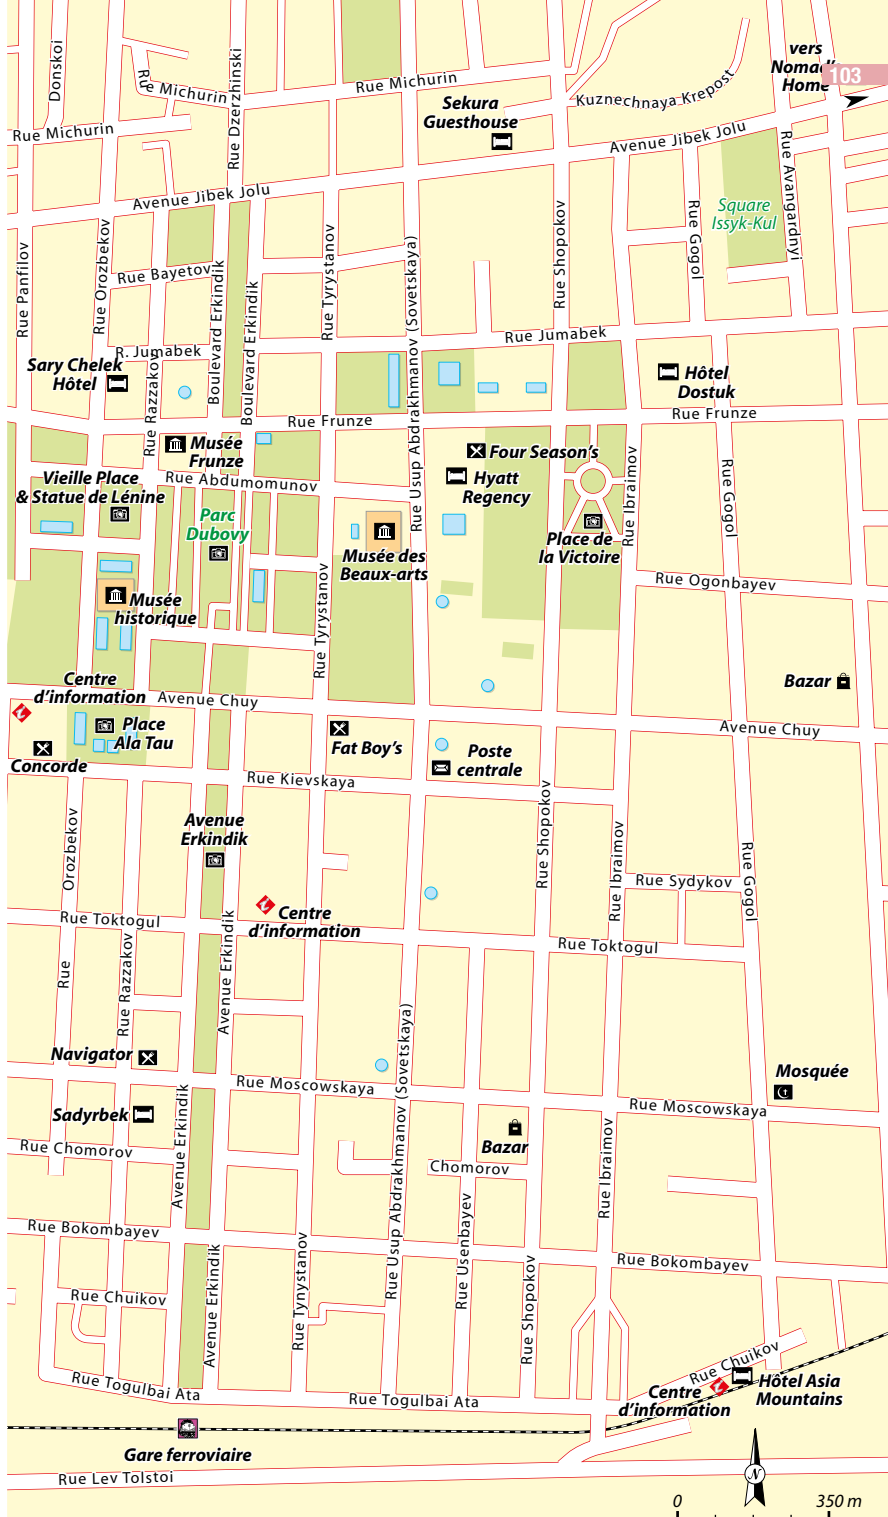 Donskoi
Rue Michurin
Rue Dzerzhinski
Rue Michurin
Kuznechnaya Krepost
vers
Nomad's
Home
103
Rue Michurin
Sekura
Guesthouse
Avenue Jibek Jolu
Rue Avangardnyi
Avenue Jibek Jolu
Square
Issyk-Kul
Rue Gogol
Rue Shopokov
Rue Panfilov
Rue Orozbekov
Rue Bayetov
Boulevard Erkindik
Boulevard Erkindik
Rue Tyrystanov
Rue Usup Abdrakhmanov (Sovetskaya)
Rue Jumabek
R. Jumabek
Sary Chelek
Hôtel
Rue Razzakov
Hôtel
Dostuk
Rue Frunze
Rue Frunze
Musée
Frunze
Four Season's
Hyatt
Regency
Rue Ibraimov
Rue Gogol
Vieille Place
& Statue de Lénine
Rue Abdumomunov
Parc
Dubovy
Musée des
Beaux-arts
Place de
la Victoire
Rue Ogonbayev
Musée
historique
Rue Tyrystanov
Centre
d'information
Avenue Chuy
Bazar
Avenue Chuy
Place
Ala Tau
Fat Boy's
Poste
centrale
Concorde
Rue Kievskaya
Avenue
Erkindik
Orozbekov
Rue
Rue Shopokov
Rue Ibraimov
Rue Sydykov
Rue Gogol
Centre
d'information
Rue Toktogul
Rue Toktogul
Rue Razzakov
Avenue Erkindik
Navigator
Rue Moscowskaya
Rue Usup Abdrakhmanov (Sovetskaya)
Mosquée
Rue Moscowskaya
Sadyrbek
Avenue Erkindik
Bazar
Rue Chomorov
Chomorov
Rue Ibraimov
Rue Usenbayev
Rue Bokombayev
Rue Bokombayev
Avenue Erkindik
Rue Tynystanov
Rue Shopokov
Rue Chuikov
Rue Chuikov
Rue Togulbai Ata
Rue Togulbai Ata
Centre
d'information
Hôtel Asia
Mountains
Gare ferroviaire
Rue Lev Tolstoi
N
0
350 m